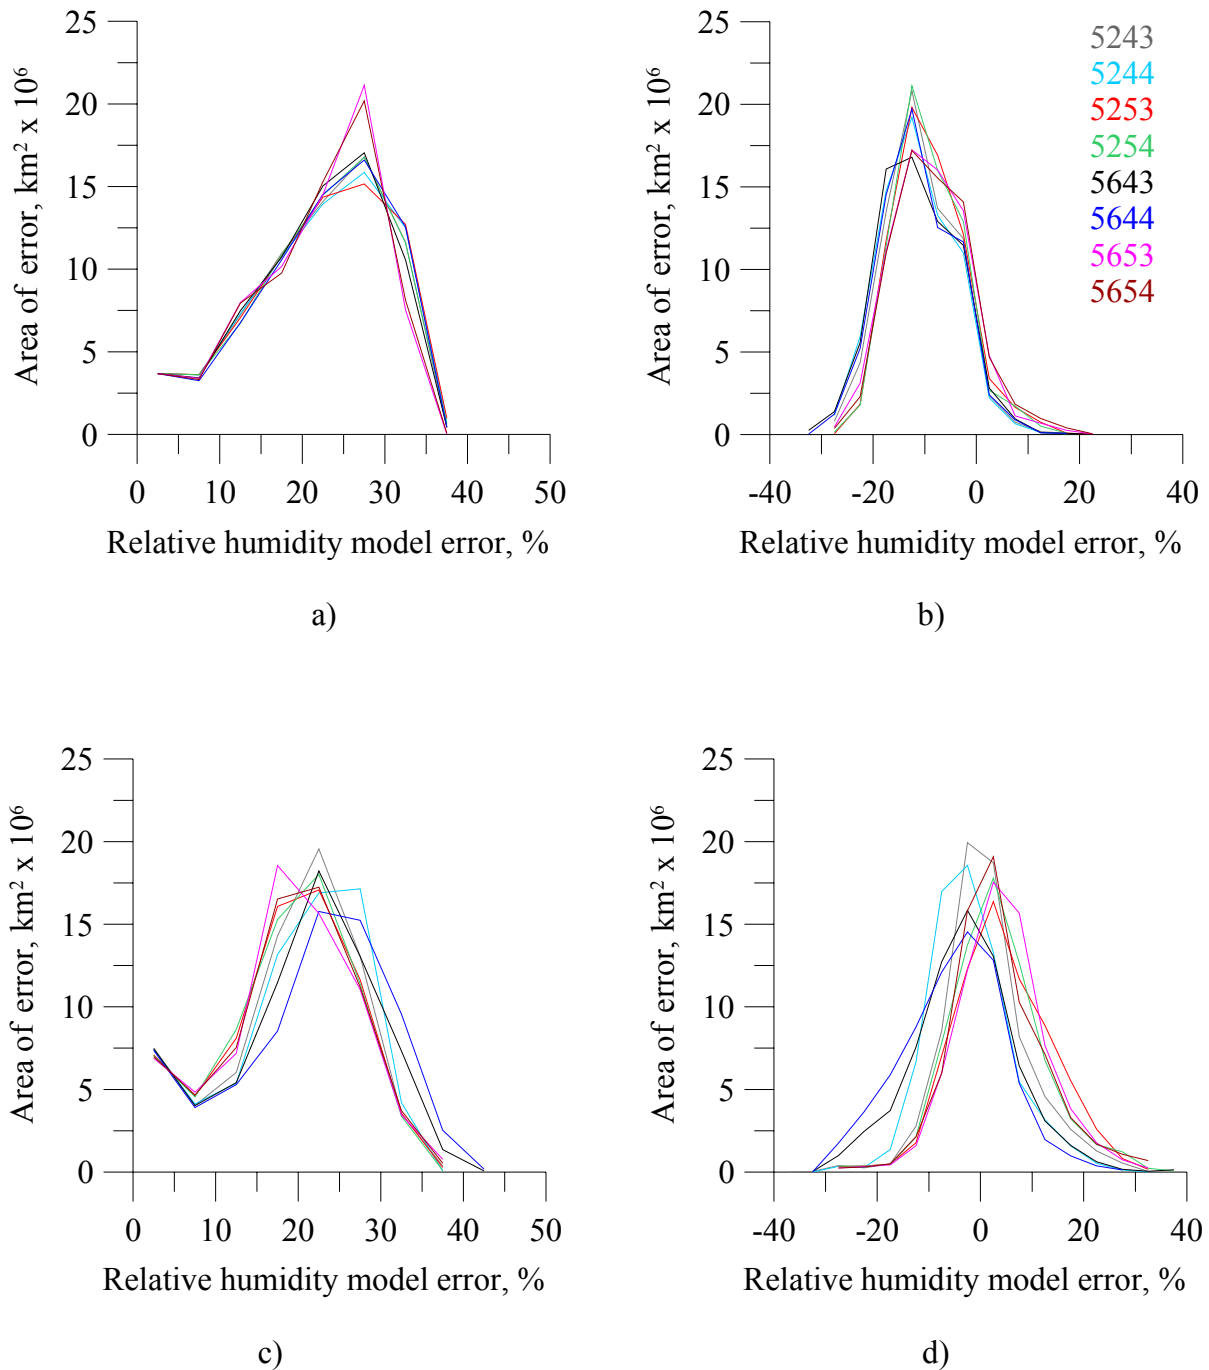 25
20
15
10
5
0
Area of error, km² x 10⁶
0 10 20 30 40 50
Relative humidity model error, %
a)
25
20
15
10
5
0
Area of error, km² x 10⁶
-40 -20 0 20 40
Relative humidity model error, %
b)
5243
5244
5253
5254
5643
5644
5653
5654
25
20
15
10
5
0
Area of error, km² x 10⁶
0 10 20 30 40 50
Relative humidity model error, %
c)
25
20
15
10
5
0
Area of error, km² x 10⁶
-40 -20 0 20 40
Relative humidity model error, %
d)